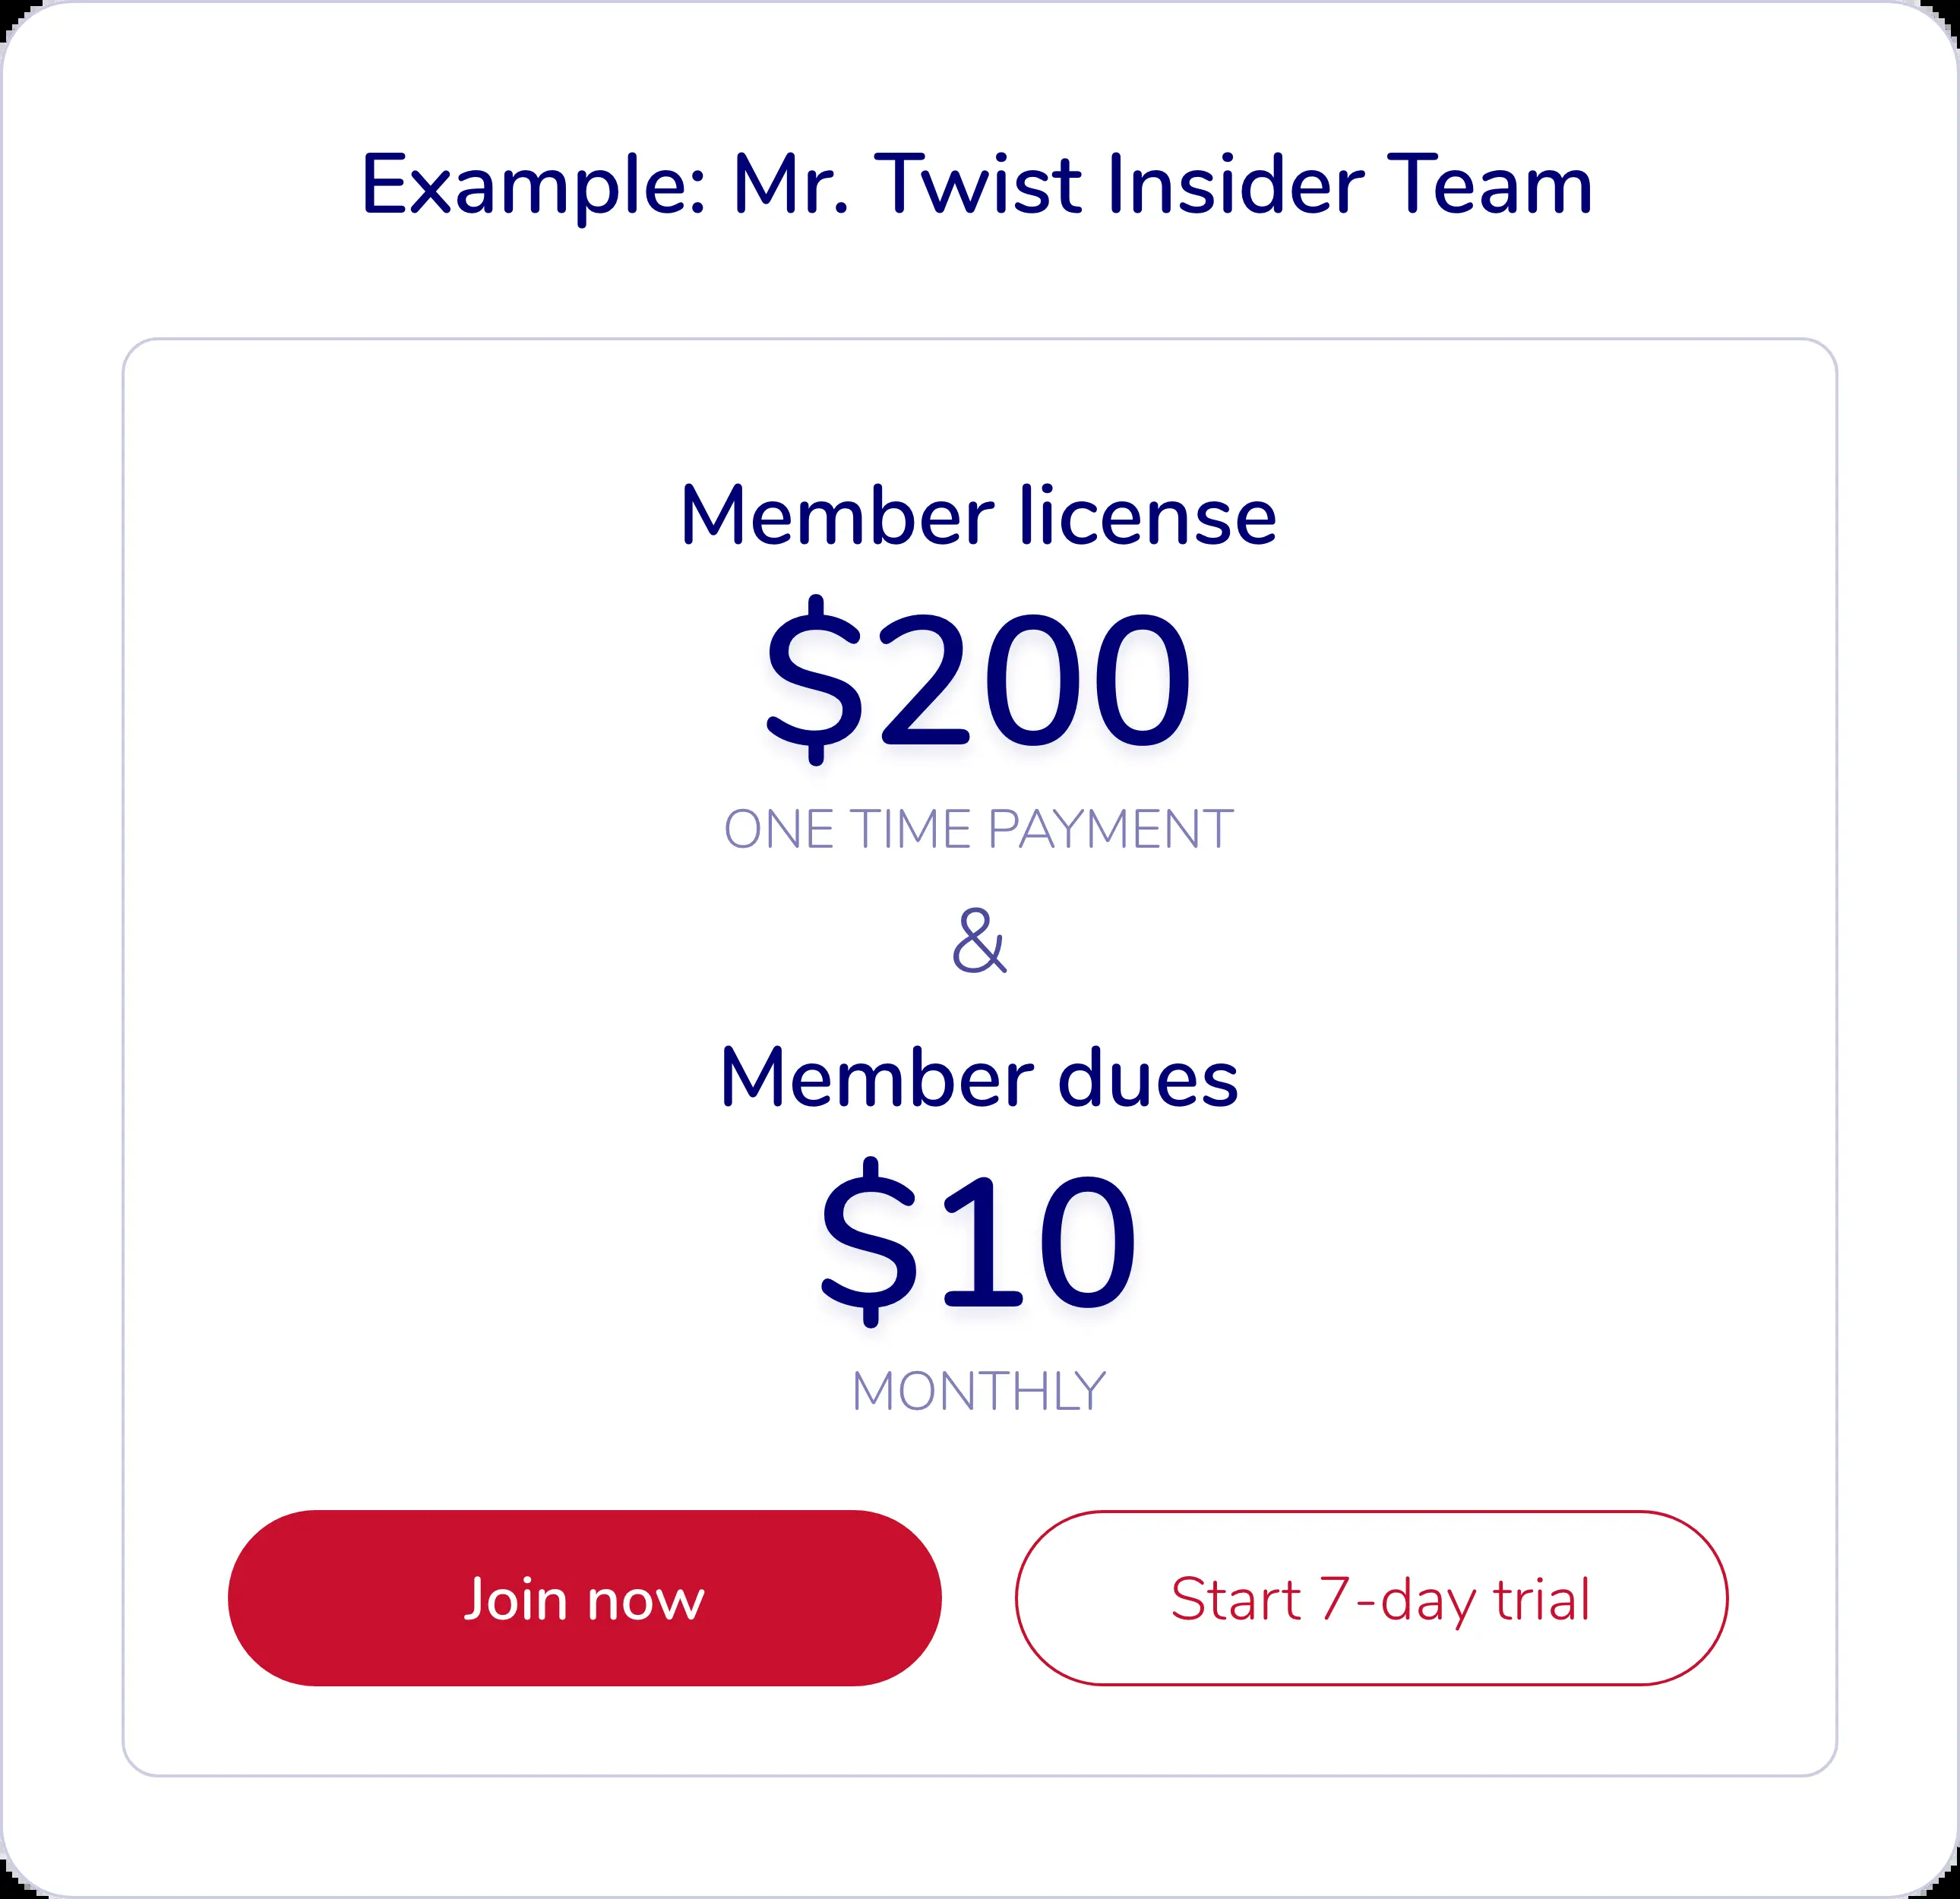 Example: Mr. Twist Insider Team
Member license
$200
ONE TIME PAYMENT
&
Member dues
$10
MONTHLY
Join now
Start 7-day trial